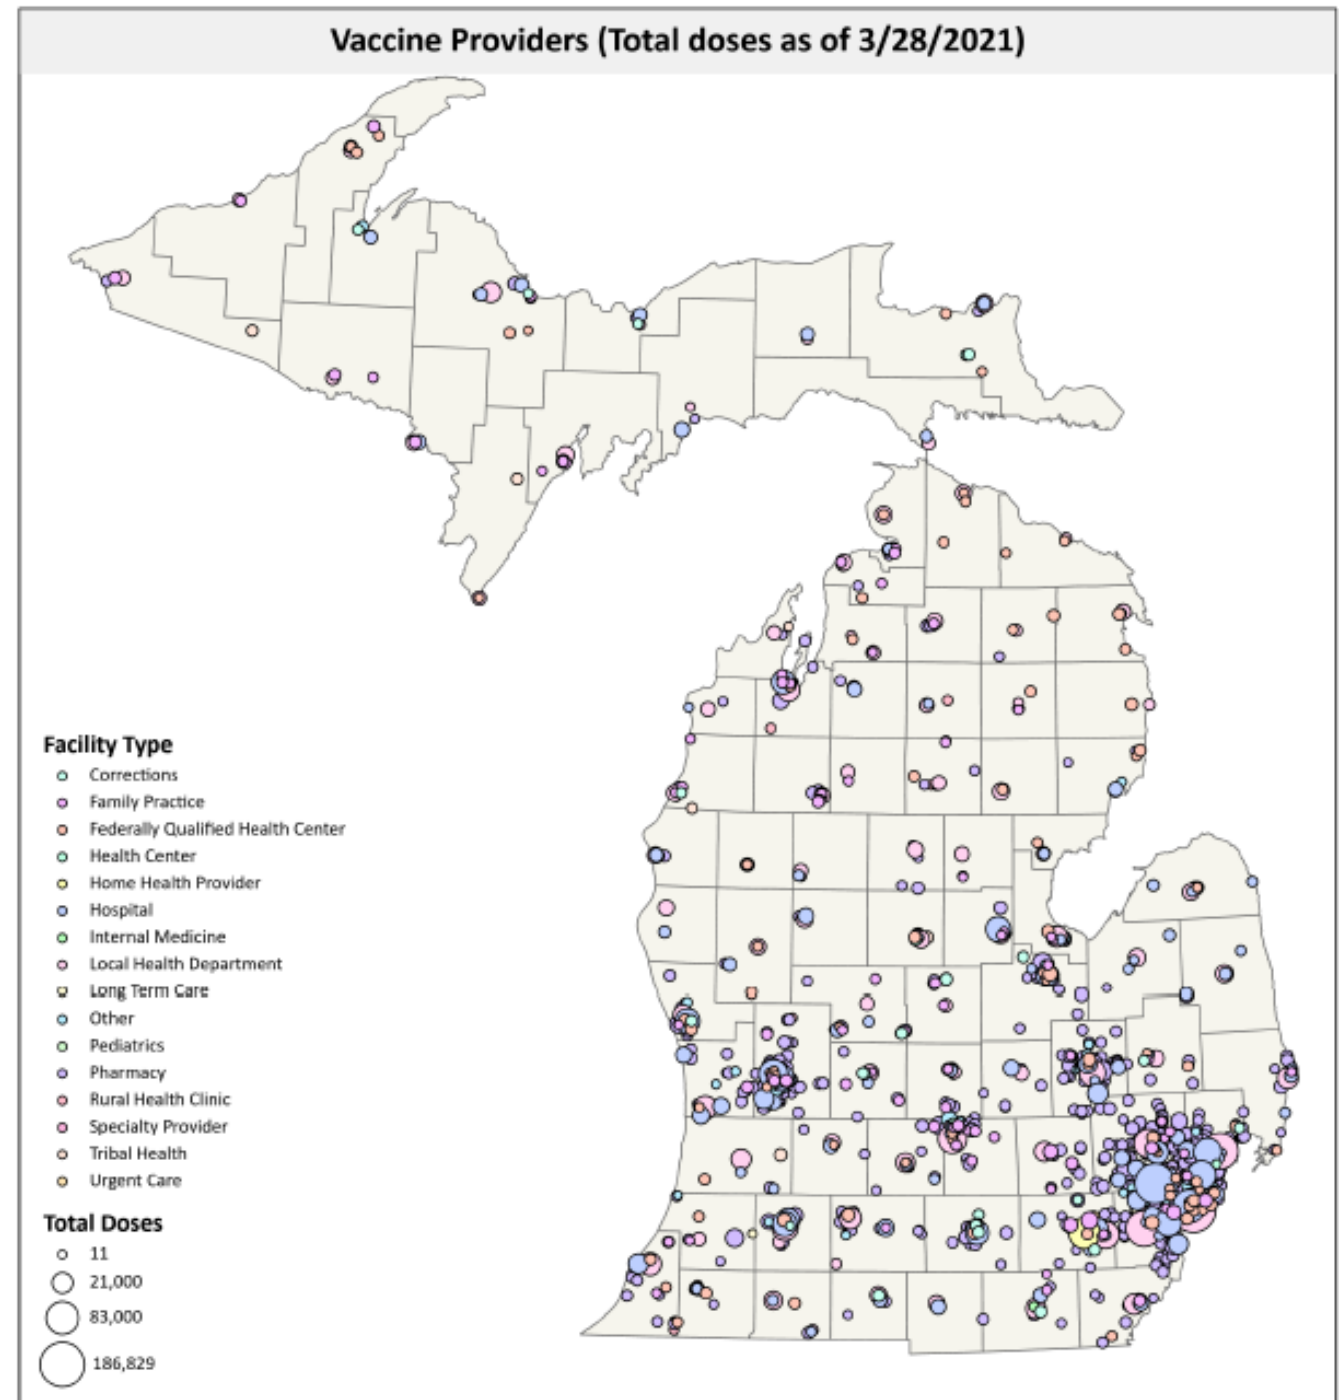 Vaccine Providers (Total doses as of 3/28/2021)
Facility Type
Corrections
Family Practice
Federally Qualified Health Center
Health Center
Home Health Provider
Hospital
Internal Medicine
Local Health Department
Long Term Care
Other
Pediatrics
Pharmacy
Rural Health Clinic
Specialty Provider
Tribal Health
Urgent Care
Total Doses
11
21,000
83,000
186,829